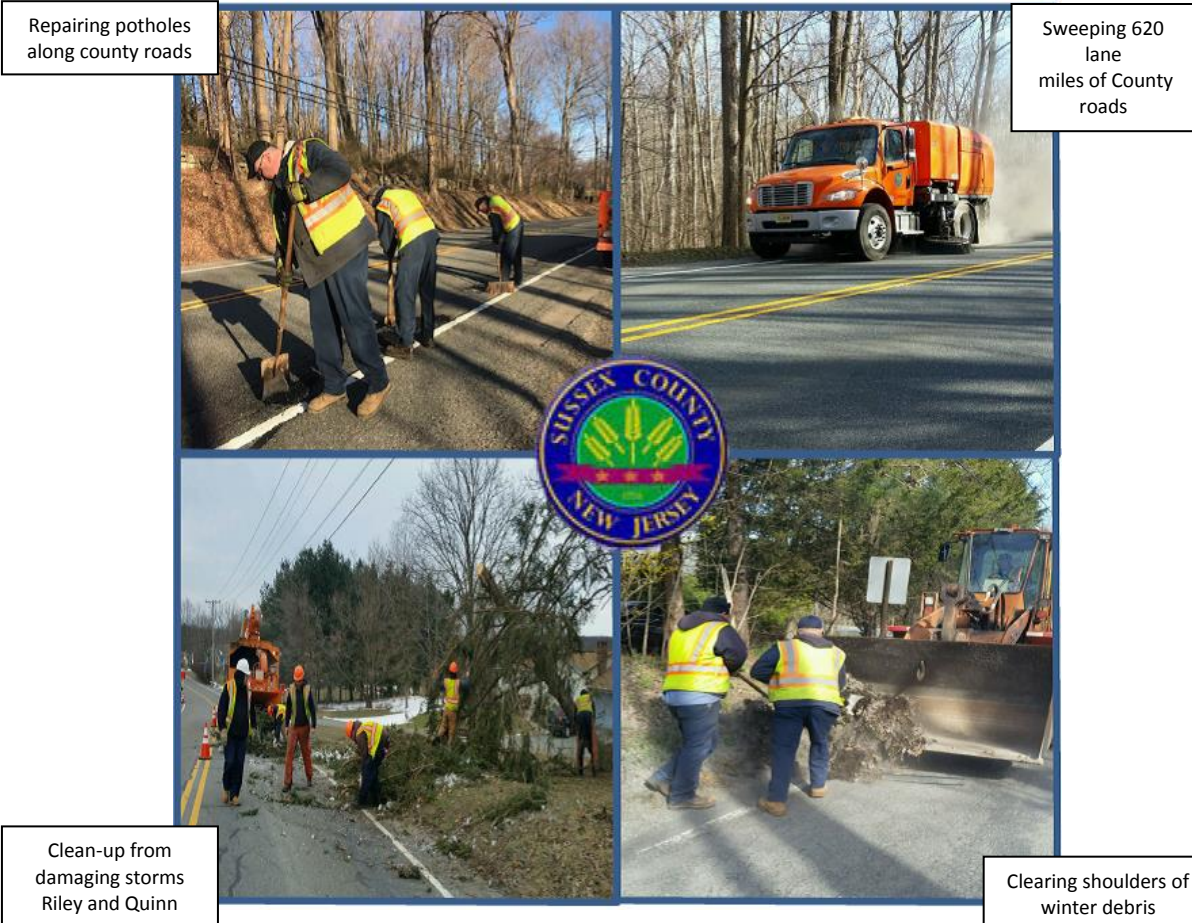 Repairing potholes
along county roads
Sweeping 620
lane
miles of County
roads
SUSSEX COUNTY
NEW JERSEY
Clean-up from
damaging storms
Riley and Quinn
Clearing shoulders of
winter debris